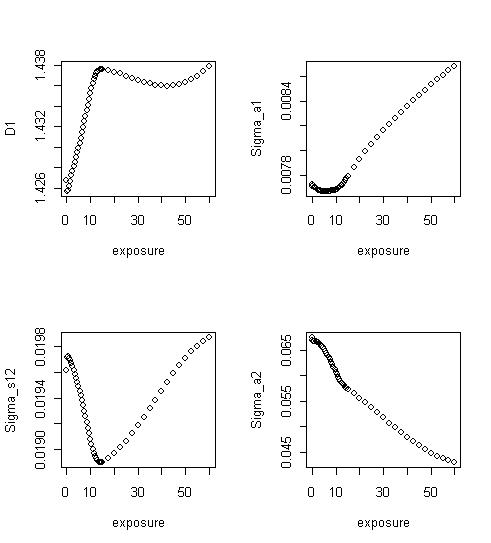 D1
1.426 1.432 1.438
0 10 30 50
exposure
Sigma_a1
0.0078 0.0084
0 10 30 50
exposure
Sigma_s12
0.0190 0.0194 0.0198
0 10 30 50
exposure
Sigma_a2
0.045 0.055 0.065
0 10 30 50
exposure